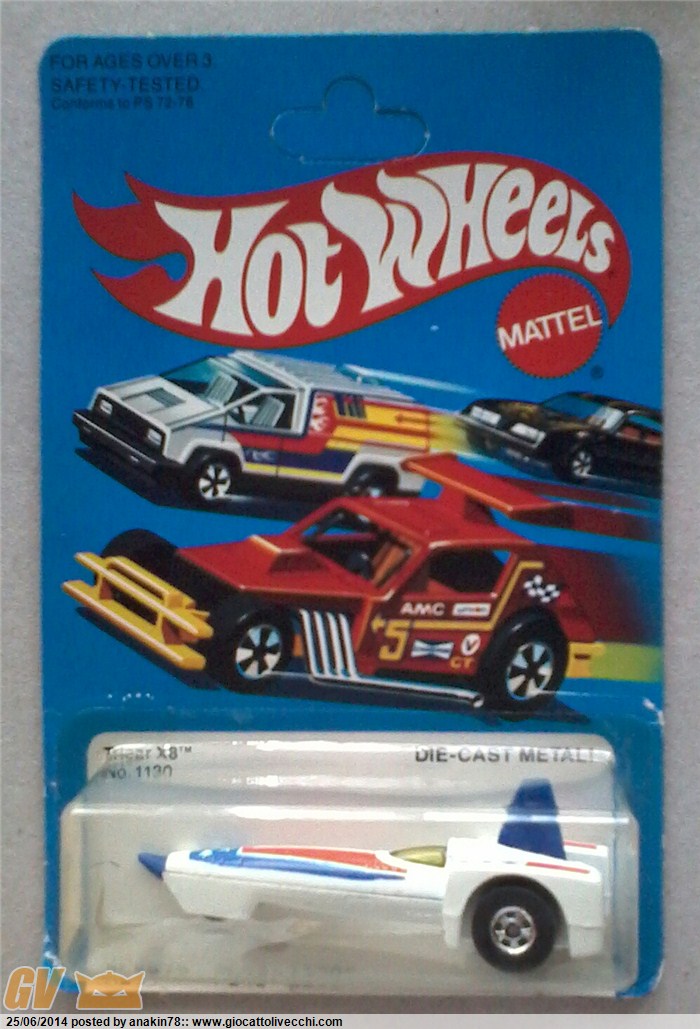 FOR AGES OVER 3
SAFETY-TESTED
Conforms to PS 72-76
HOT WHEELS
MATTEL
®
AMC
5
CT
Tricar X8™
No. 1130
DIE-CAST METAL
GV
25/06/2014 posted by anakin78:: www.giocattolivecchi.com